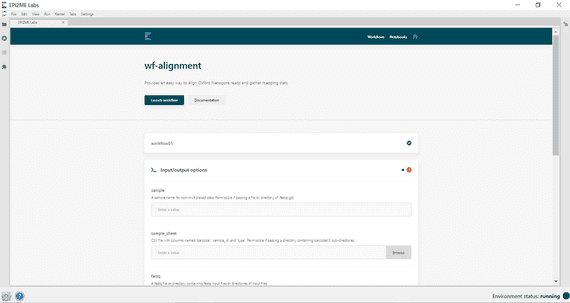 EPI2ME Labs
File Edit View Run Kernel Tabs Settings
EPI2ME Labs
Workflows Notebooks
wf-alignment
Provides an easy way to align Oxford Nanopore reads and gather mapping stats.
Launch workflow Documentation
workflow01
Input/output options
sample
A sample name for non-multiplexed data. Permissible if passing a file or directory of .fastq(.gz).
Enter a value
sample_sheet
CSV file with columns named `barcode`, `sample_id` and `type`. Permissible if passing a directory containing barcodeXX sub-directories.
Enter a value Browse
fastq
A fastq file or directory containing fastq input files or directories of input files.
Environment status: running